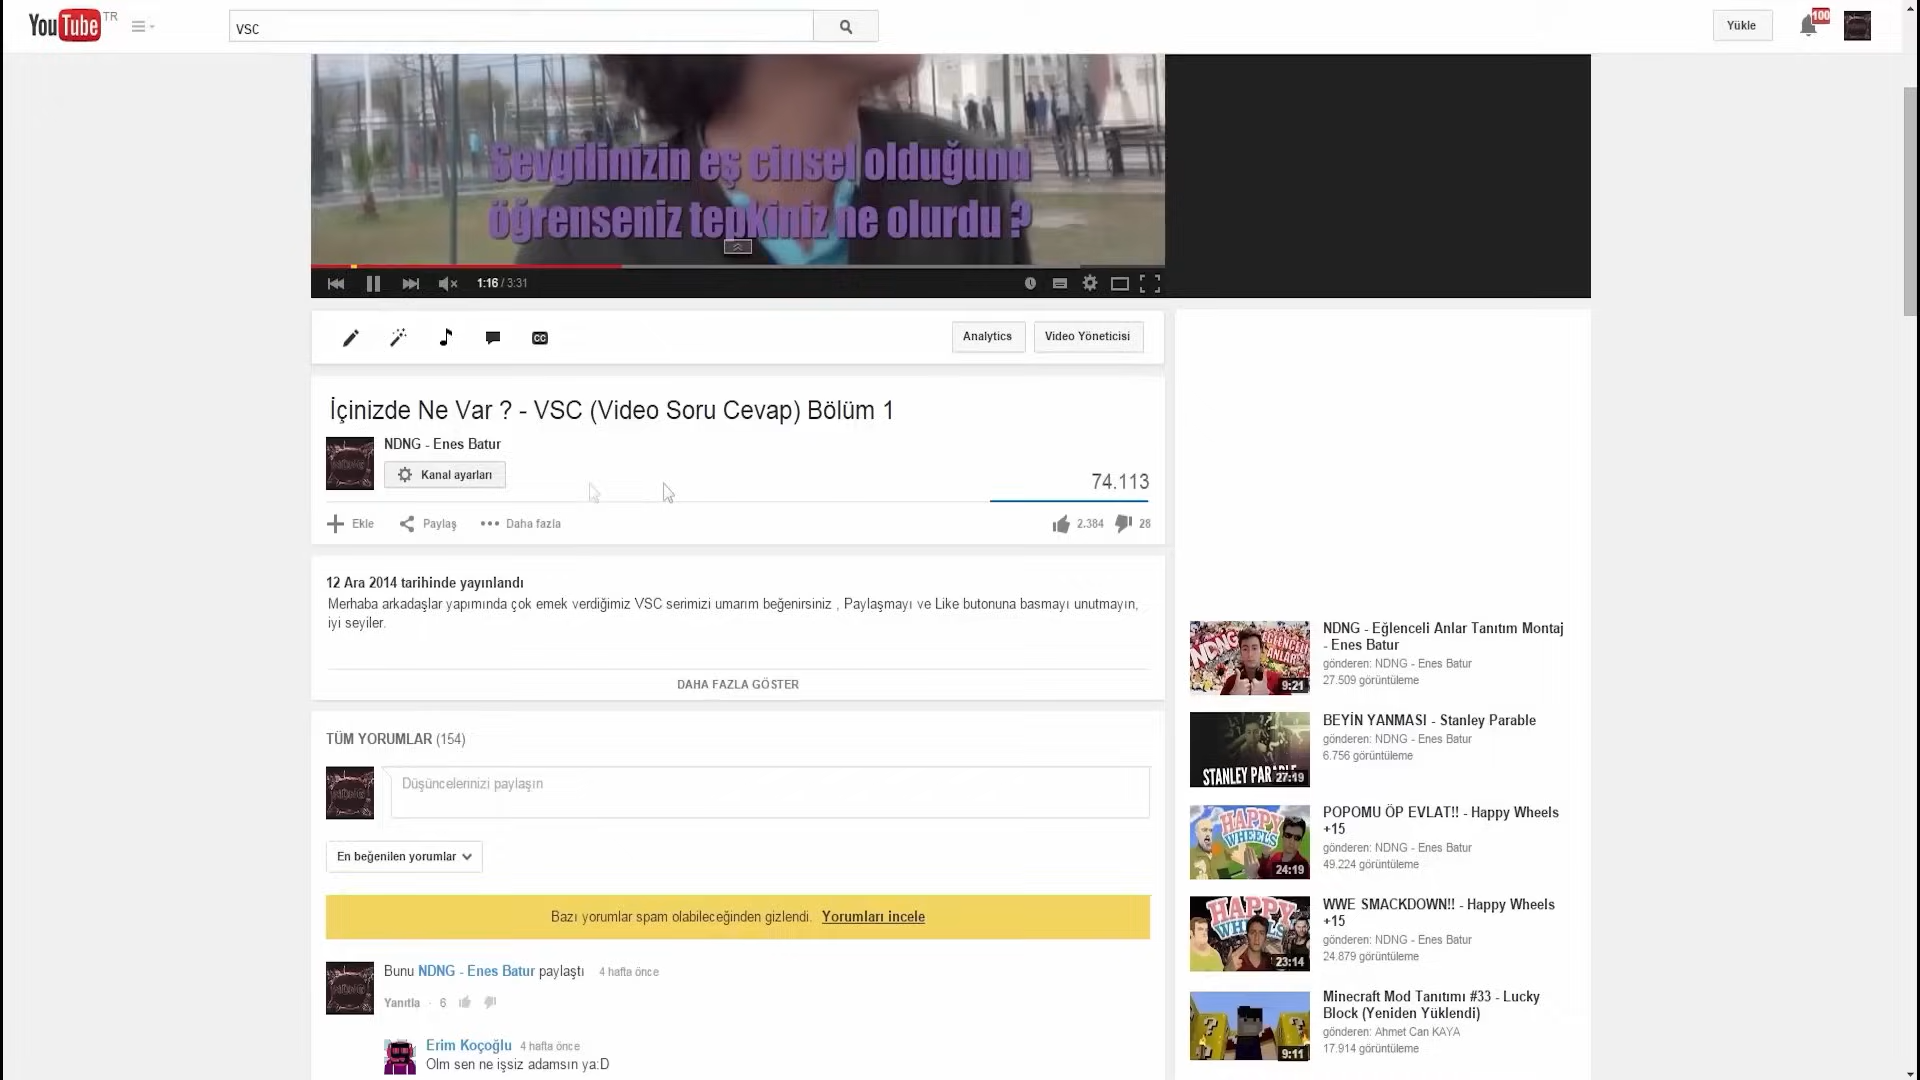 YouTube TR
VSC
Yükle
100
Sevgilinizin eş cinsel olduğunu
öğrenseniz tepkiniz ne olurdu ?
1:16 / 3:31
CC
Analytics
Video Yöneticisi
İçinizde Ne Var ? - VSC (Video Soru Cevap) Bölüm 1
NDNG - Enes Batur
Kanal ayarları
74.113
Ekle
Paylaş
Daha fazla
2.384
28
12 Ara 2014 tarihinde yayınlandı
Merhaba arkadaşlar yapımında çok emek verdiğimiz VSC serimizi umarım beğenirsiniz , Paylaşmayı ve Like butonuna basmayı unutmayın,
iyi seyiler.
DAHA FAZLA GÖSTER
TÜM YORUMLAR (154)
Düşüncelerinizi paylaşın
En beğenilen yorumlar
Bazı yorumlar spam olabileceğinden gizlendi. Yorumları incele
Bunu NDNG - Enes Batur paylaştı 4 hafta önce
Yanıtla · 6
Erim Koçoğlu 4 hafta önce
Olm sen ne işsiz adamsın ya:D
NDNG
EĞLENCELİ
ANLAR
9:21
NDNG - Eğlenceli Anlar Tanıtım Montaj
- Enes Batur
gönderen: NDNG - Enes Batur
27.509 görüntüleme
STANLEY
27:19
BEYİN YANMASI - Stanley Parable
gönderen: NDNG - Enes Batur
6.756 görüntüleme
HAPPY
WHEELS
24:19
POPOMU ÖP EVLAT!! - Happy Wheels
+15
gönderen: NDNG - Enes Batur
49.224 görüntüleme
HAPPY
23:14
WWE SMACKDOWN!! - Happy Wheels
+15
gönderen: NDNG - Enes Batur
24.879 görüntüleme
9:11
Minecraft Mod Tanıtımı #33 - Lucky
Block (Yeniden Yüklendi)
gönderen: Ahmet Can KAYA
17.914 görüntüleme